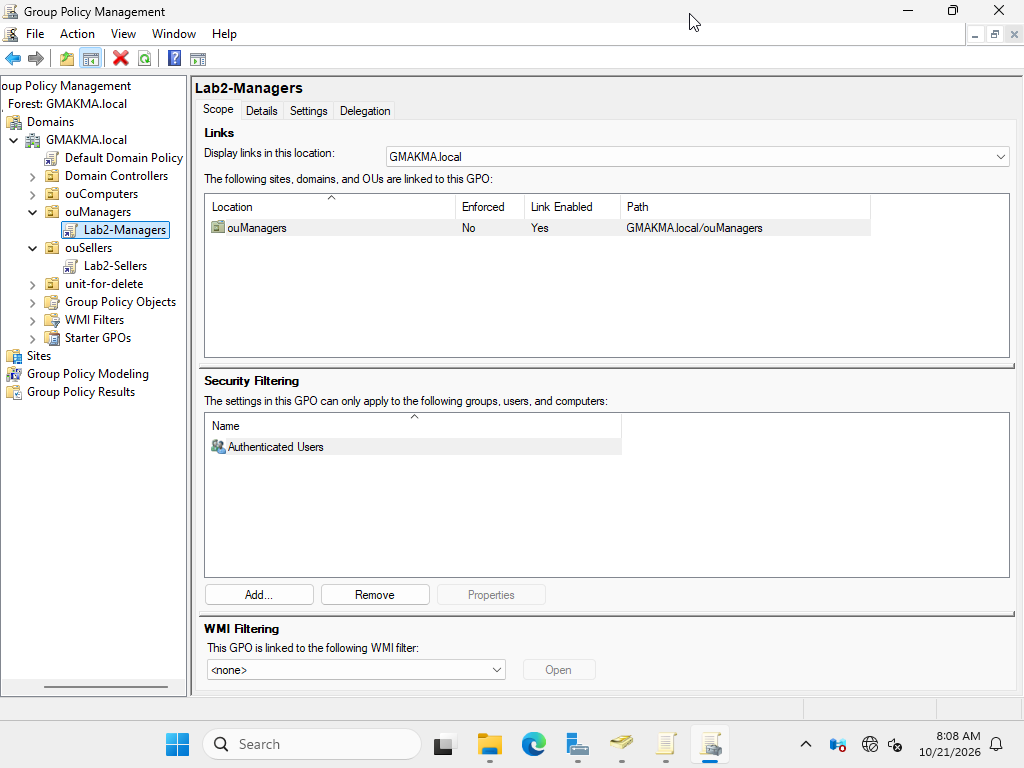 Group Policy Management
File Action View Window Help
oup Policy Management
Forest: GMAKMA.local
Domains
GMAKMA.local
Default Domain Policy
Domain Controllers
ouComputers
ouManagers
Lab2-Managers
ouSellers
Lab2-Sellers
unit-for-delete
Group Policy Objects
WMI Filters
Starter GPOs
Sites
Group Policy Modeling
Group Policy Results
Lab2-Managers
Scope Details Settings Delegation
Links
Display links in this location: GMAKMA.local
The following sites, domains, and OUs are linked to this GPO:
Location Enforced Link Enabled Path
ouManagers No Yes GMAKMA.local/ouManagers
Security Filtering
The settings in this GPO can only apply to the following groups, users, and computers:
Name
Authenticated Users
Add... Remove Properties
WMI Filtering
This GPO is linked to the following WMI filter:
<none> Open
Search
8:08 AM
10/21/2026